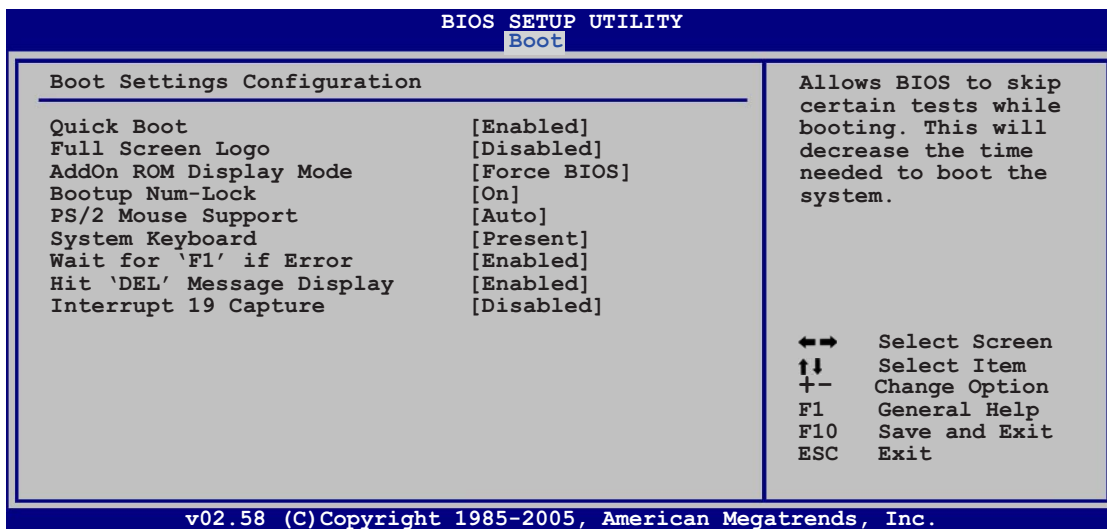 BIOS SETUP UTILITY
Boot
Boot Settings Configuration
Quick Boot [Enabled]
Full Screen Logo [Disabled]
AddOn ROM Display Mode [Force BIOS]
Bootup Num-Lock [On]
PS/2 Mouse Support [Auto]
System Keyboard [Present]
Wait for ‘F1’ if Error [Enabled]
Hit ‘DEL’ Message Display [Enabled]
Interrupt 19 Capture [Disabled]
Allows BIOS to skip
certain tests while
booting. This will
decrease the time
needed to boot the
system.
←→ Select Screen
↑↓ Select Item
+- Change Option
F1 General Help
F10 Save and Exit
ESC Exit
v02.58 (C)Copyright 1985-2005, American Megatrends, Inc.